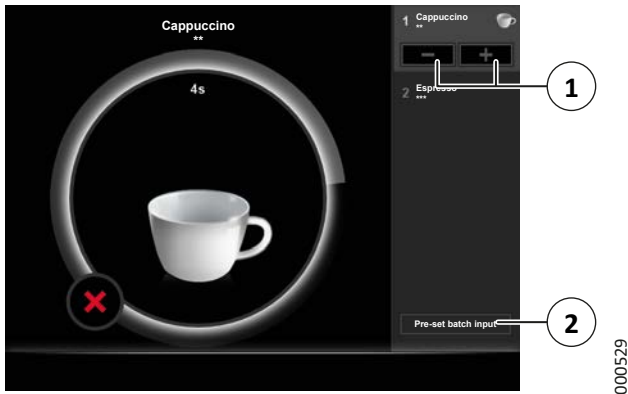 Cappuccino
**
4s
1 Cappuccino
**
− +
1
2 Espresso
***
Pre-set batch input
2
000529